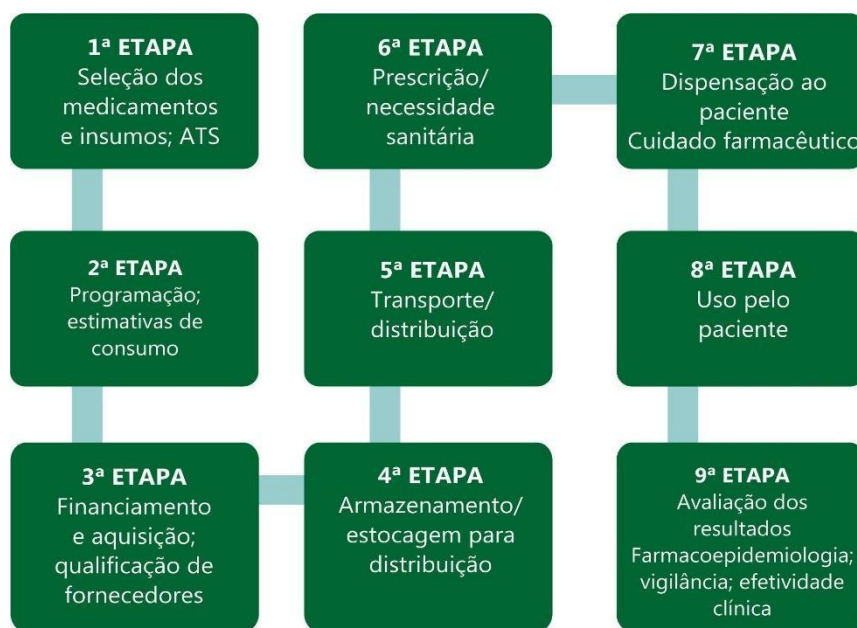 1ª ETAPA
Seleção dos
medicamentos
e insumos; ATS
2ª ETAPA
Programação;
estimativas de
consumo
3ª ETAPA
Financiamento
e aquisição;
qualificação de
fornecedores
4ª ETAPA
Armazenamento/
estocagem para
distribuição
5ª ETAPA
Transporte/
distribuição
6ª ETAPA
Prescrição/
necessidade
sanitária
7ª ETAPA
Dispensação ao
paciente
Cuidado farmacêutico
8ª ETAPA
Uso pelo
paciente
9ª ETAPA
Avaliação dos
resultados
Farmacoepidemiologia;
vigilância; efetividade
clínica